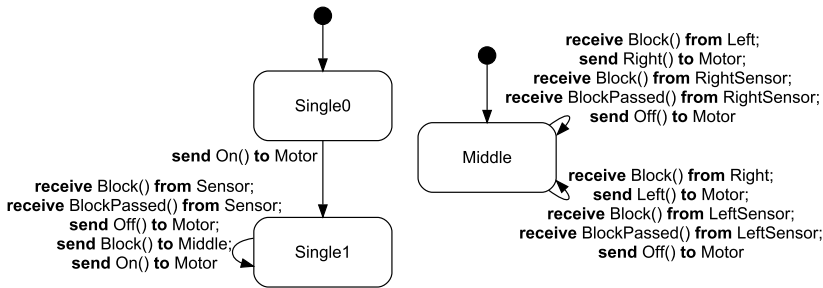 Single0
send On() to Motor
receive Block() from Sensor;
receive BlockPassed() from Sensor;
send Off() to Motor;
send Block() to Middle;
send On() to Motor
Single1
receive Block() from Left;
send Right() to Motor;
receive Block() from RightSensor;
receive BlockPassed() from RightSensor;
send Off() to Motor
Middle
receive Block() from Right;
send Left() to Motor;
receive Block() from LeftSensor;
receive BlockPassed() from LeftSensor;
send Off() to Motor